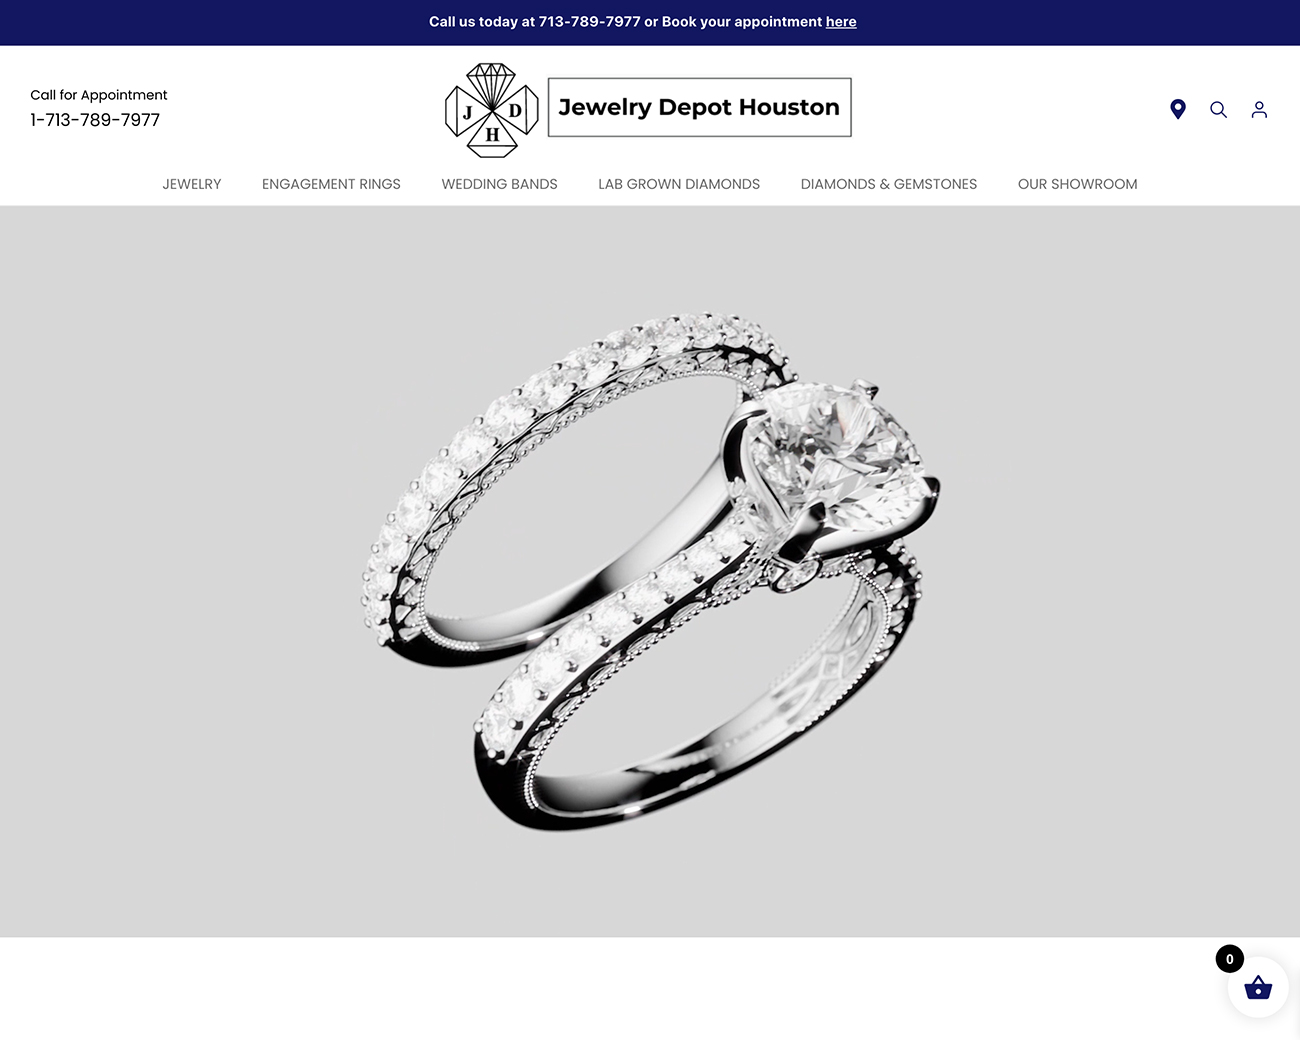 Call us today at 713-789-7977 or Book your appointment here
Call for Appointment
1-713-789-7977
J D
H
Jewelry Depot Houston
JEWELRY ENGAGEMENT RINGS WEDDING BANDS LAB GROWN DIAMONDS DIAMONDS & GEMSTONES OUR SHOWROOM
0